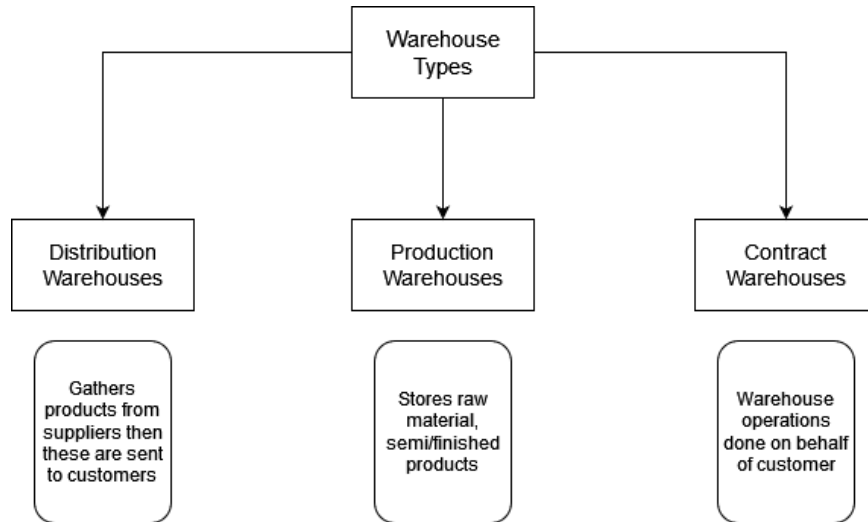 Warehouse
Types
Distribution
Warehouses
Production
Warehouses
Contract
Warehouses
Gathers
products from
suppliers then
these are sent
to customers
Stores raw
material,
semi/finished
products
Warehouse
operations
done on behalf
of customer